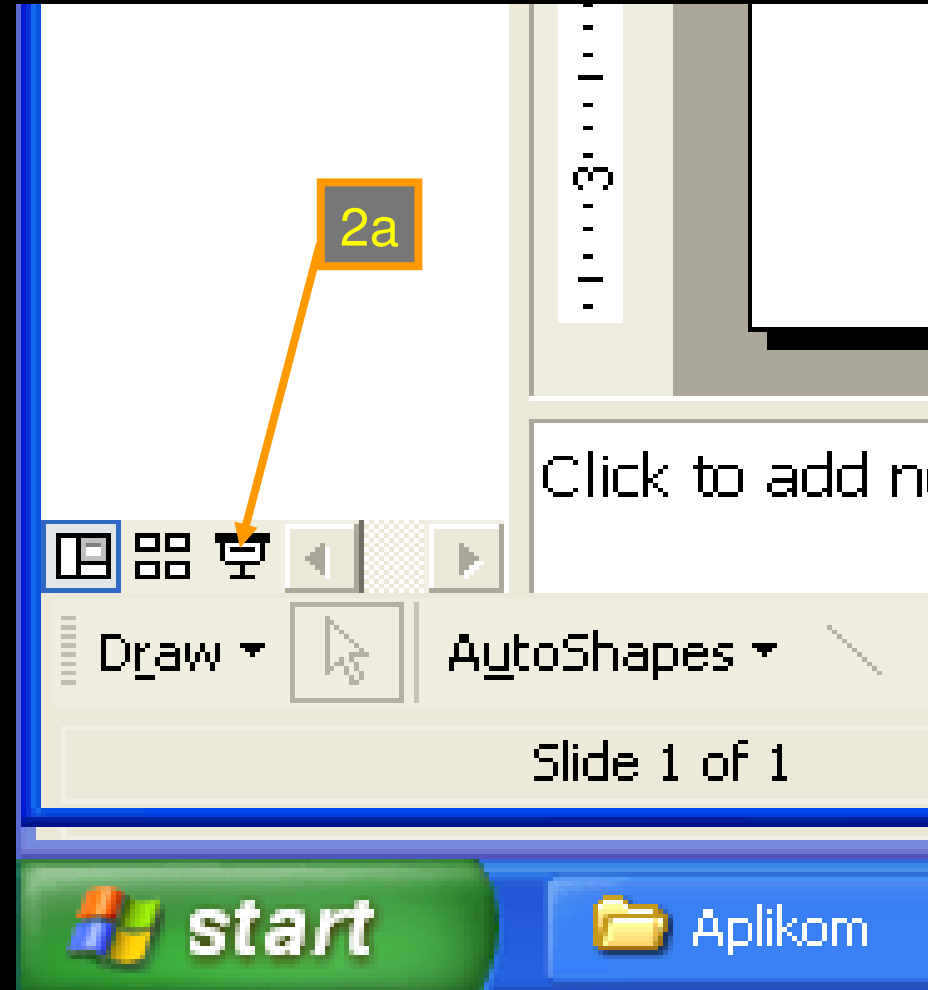 3
2a
Click to add
Draw
AutoShapes
Slide 1 of 1
start
Aplikom